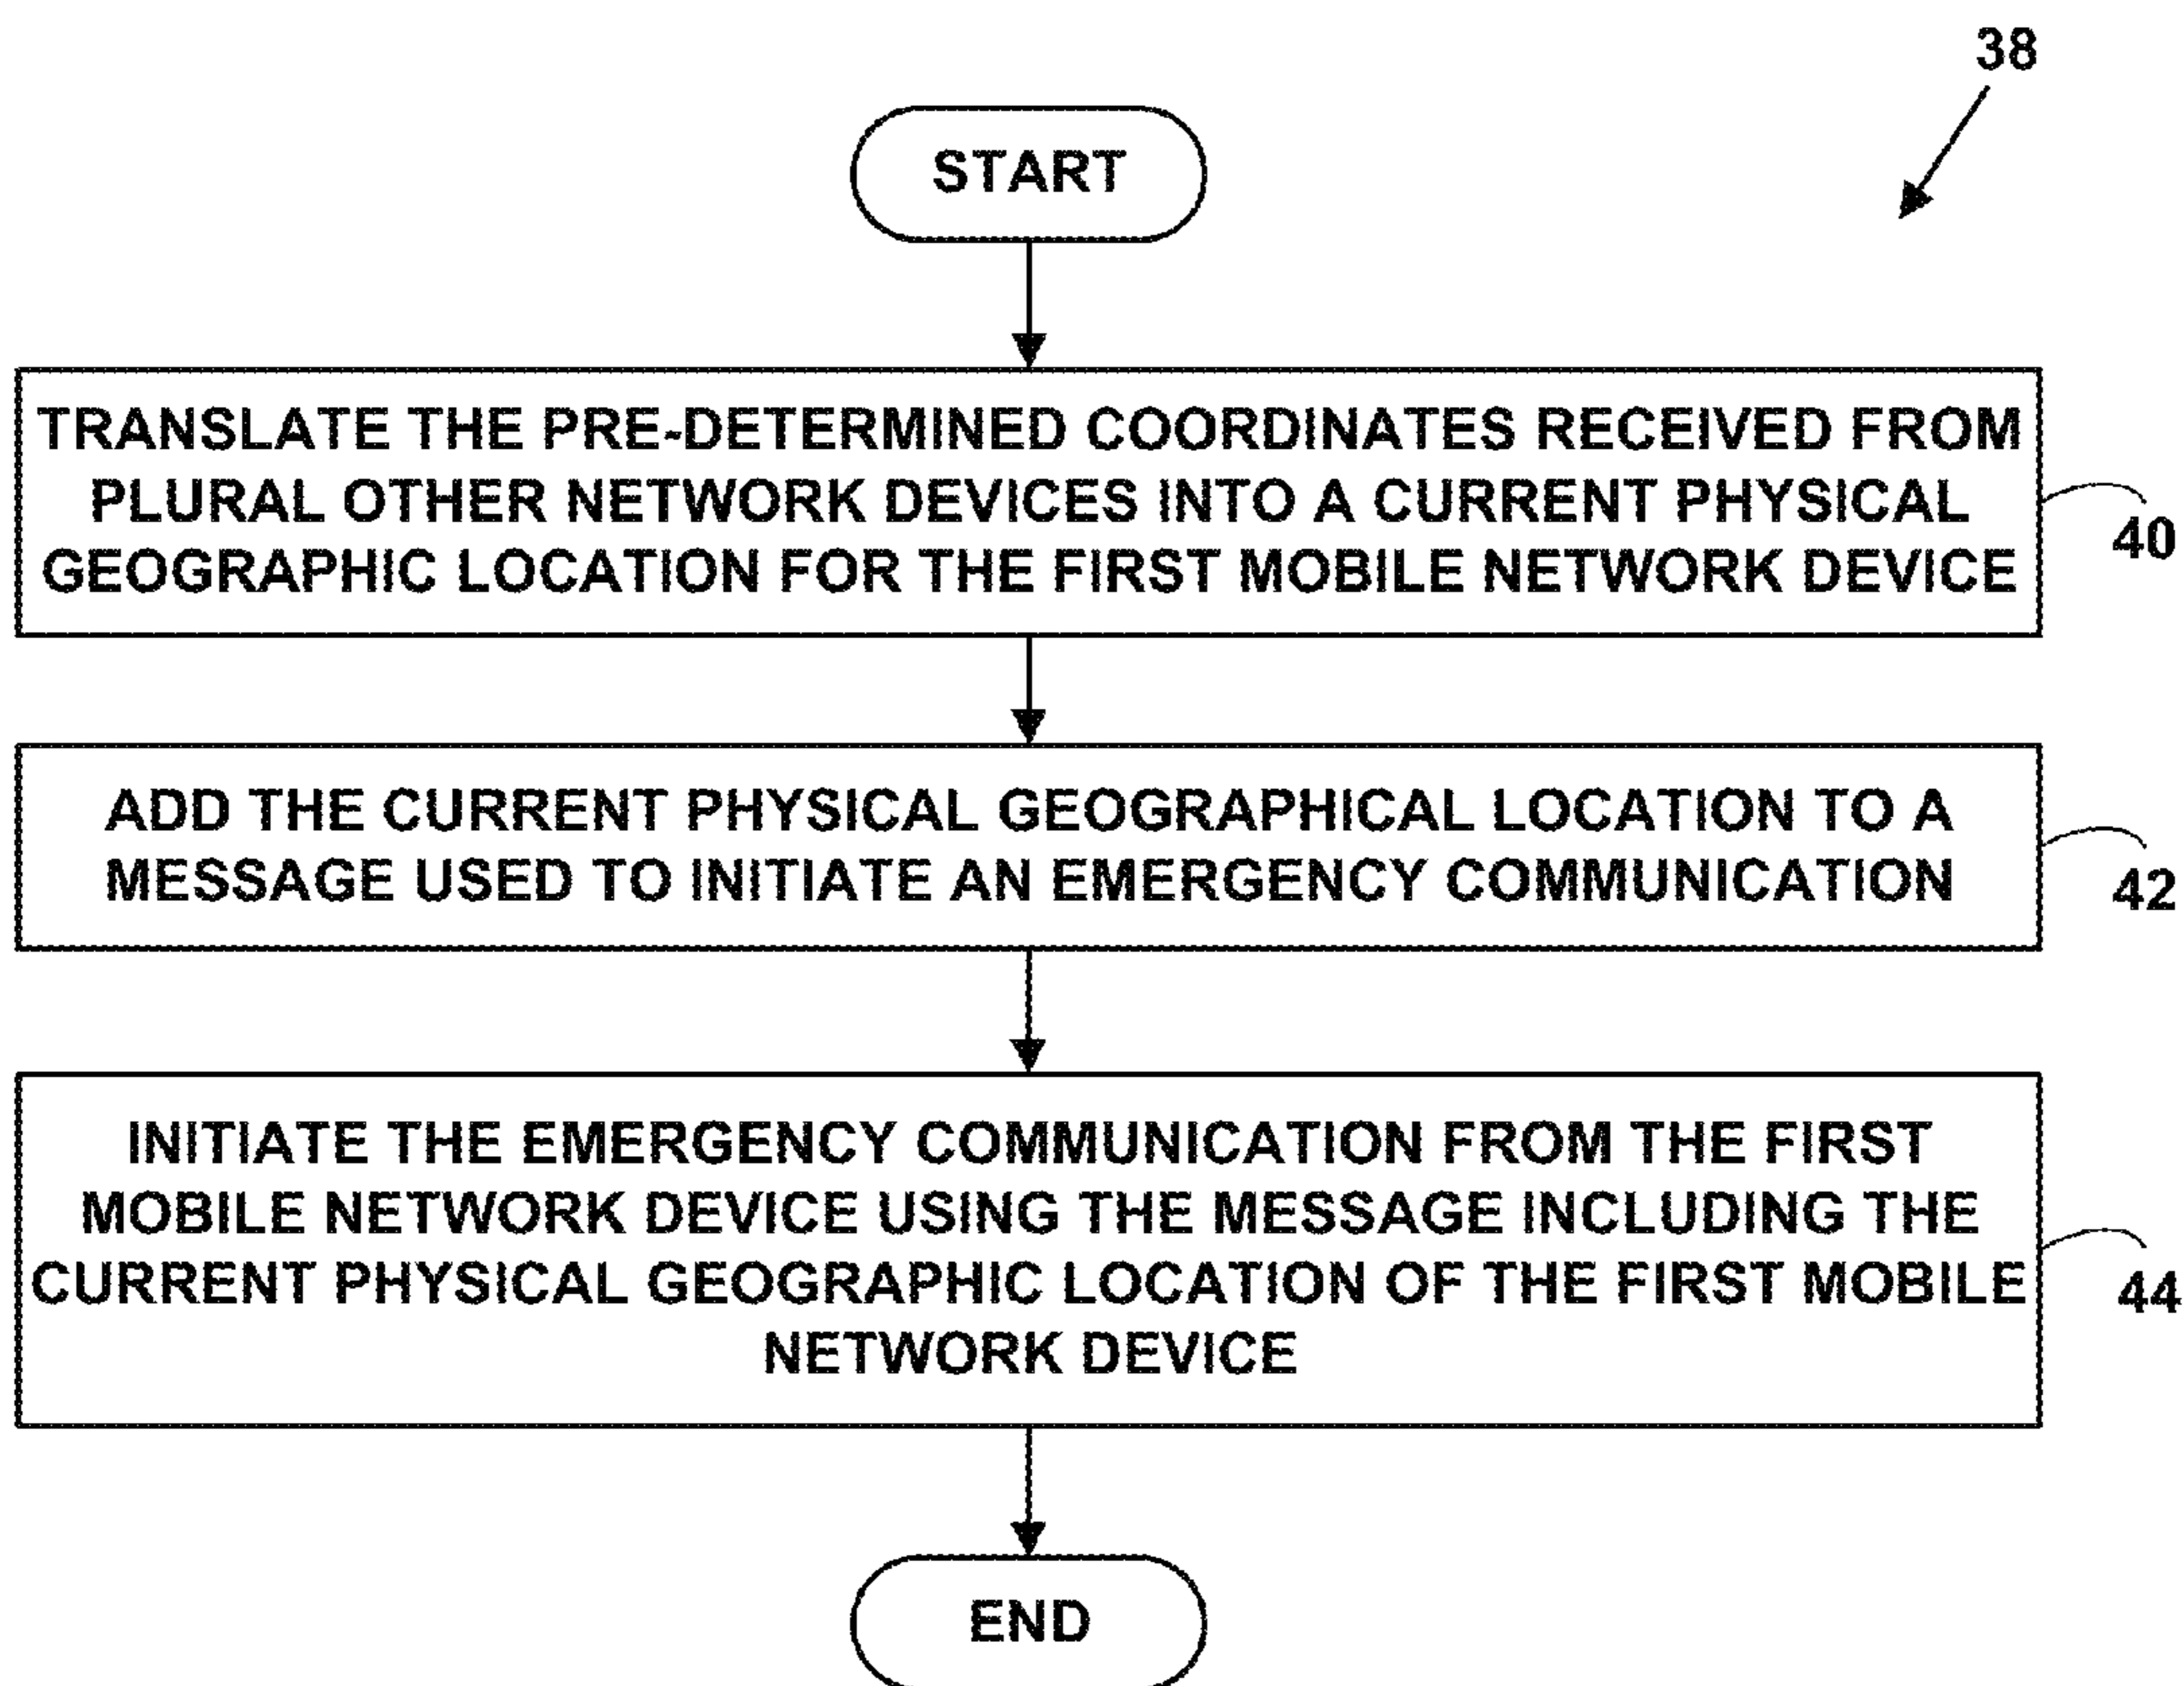 38
START
TRANSLATE THE PRE-DETERMINED COORDINATES RECEIVED FROM
PLURAL OTHER NETWORK DEVICES INTO A CURRENT PHYSICAL
GEOGRAPHIC LOCATION FOR THE FIRST MOBILE NETWORK DEVICE
40
ADD THE CURRENT PHYSICAL GEOGRAPHICAL LOCATION TO A
MESSAGE USED TO INITIATE AN EMERGENCY COMMUNICATION
42
INITIATE THE EMERGENCY COMMUNICATION FROM THE FIRST
MOBILE NETWORK DEVICE USING THE MESSAGE INCLUDING THE
CURRENT PHYSICAL GEOGRAPHIC LOCATION OF THE FIRST MOBILE
NETWORK DEVICE
44
END